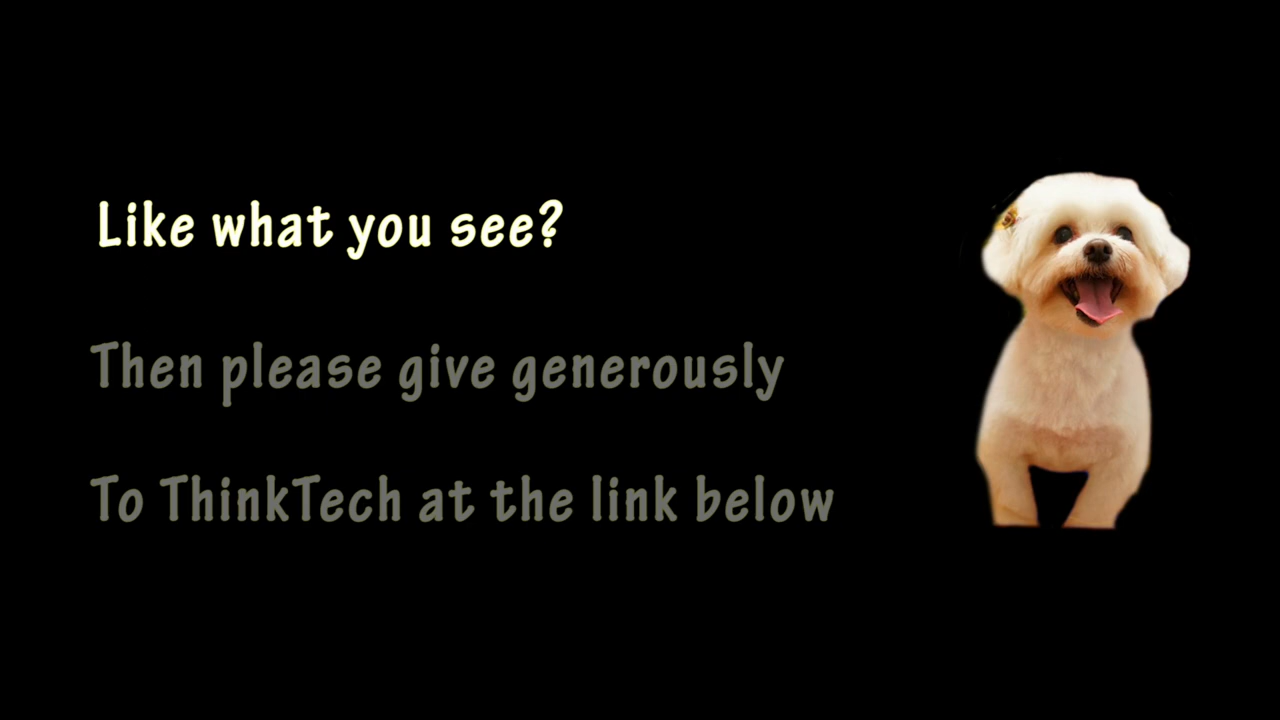 Like what you see?
Then please give generously
To ThinkTech at the link below